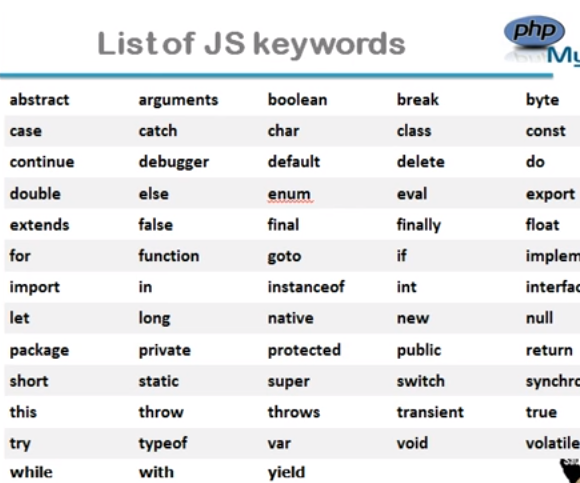 List of JS keywords
php
My
abstract arguments boolean break byte
case catch char class const
continue debugger default delete do
double else enum eval export
extends false final finally float
for function goto if implem
import in instanceof int interfac
let long native new null
package private protected public return
short static super switch synchro
this throw throws transient true
try typeof var void volatile
while with yield